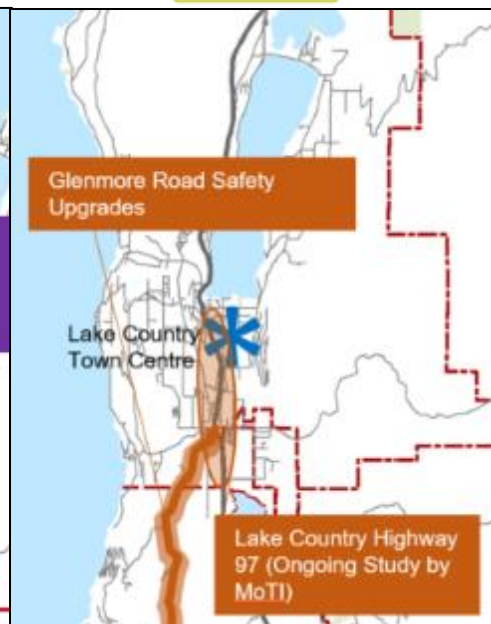 Glenmore Road Safety
Upgrades
Lake Country
Town Centre
Lake Country Highway
97 (Ongoing Study by
MoTI)